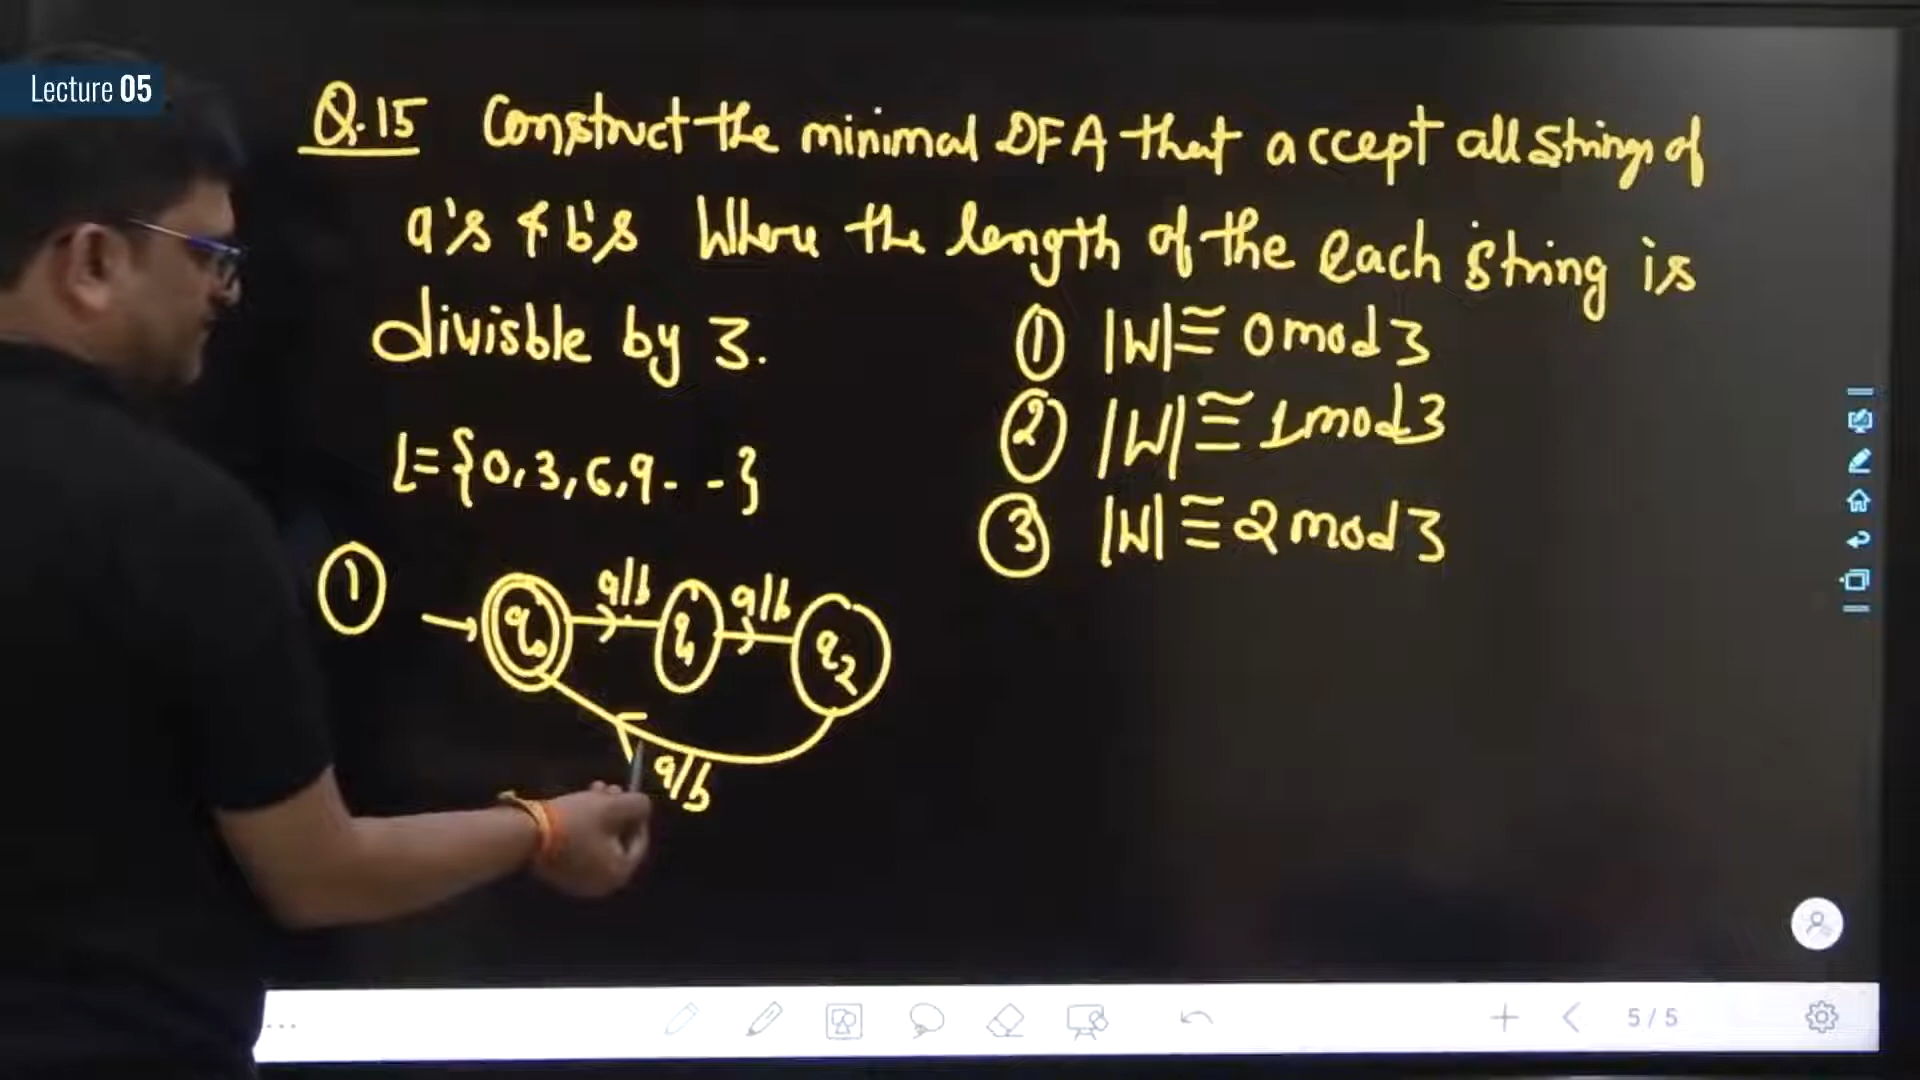 Lecture 05
Q.15 Construct the minimal DFA that accept all strings of
a's & b's Where the length of the each string is
divisble by 3.
① |W| ≅ 0 mod 3
② |W| ≅ 1 mod 3
L = {0, 3, 6, 9 - - }
③ |W| ≅ 2 mod 3
①
a/b a/b
q0 q1 q2
a/b
5 / 5